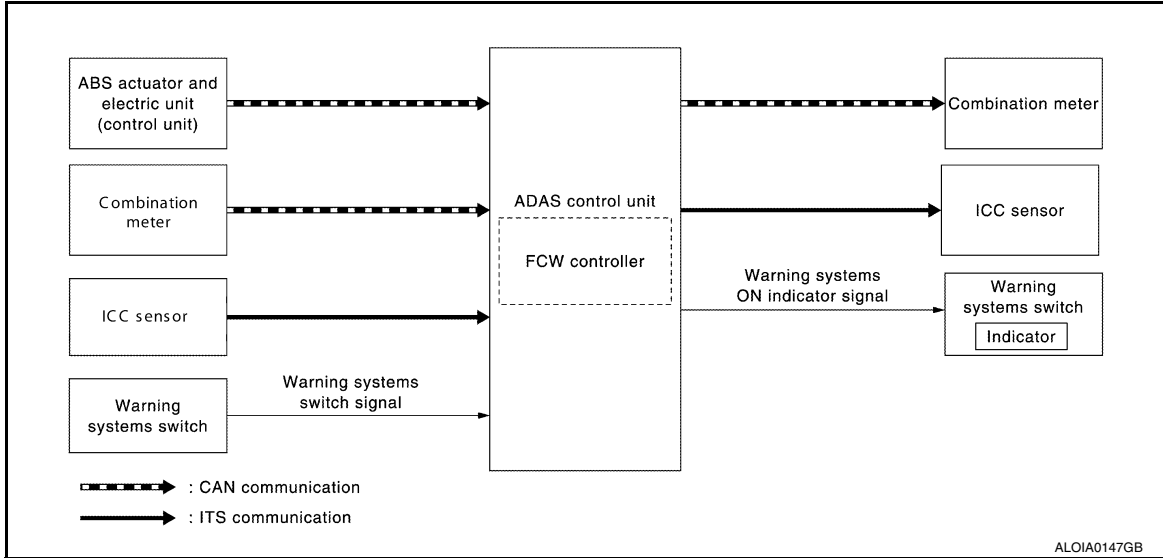 ABS actuator and
electric unit
(control unit)
Combination
meter
ICC sensor
Warning
systems switch
Warning systems
switch signal
ADAS control unit
FCW controller
Warning systems
ON indicator signal
Combination meter
ICC sensor
Warning
systems switch
Indicator
: CAN communication
: ITS communication
ALOIA0147GB